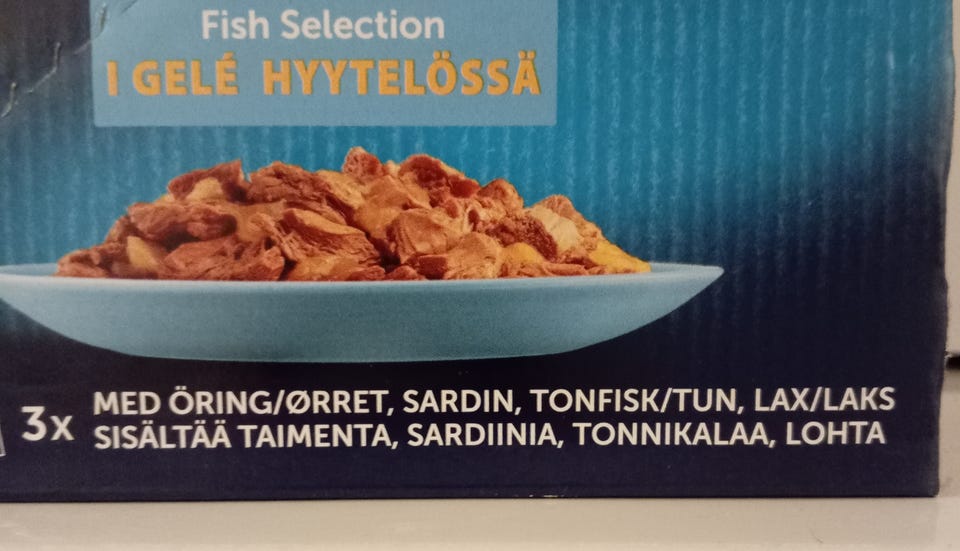 Fish Selection
I GELÉ HYYTELÖSSÄ
3x
MED ÖRING/ØRRET, SARDIN, TONFISK/TUN, LAX/LAKS
SISÄLTÄÄ TAIMENTA, SARDIINIA, TONNIKALAA, LOHTA